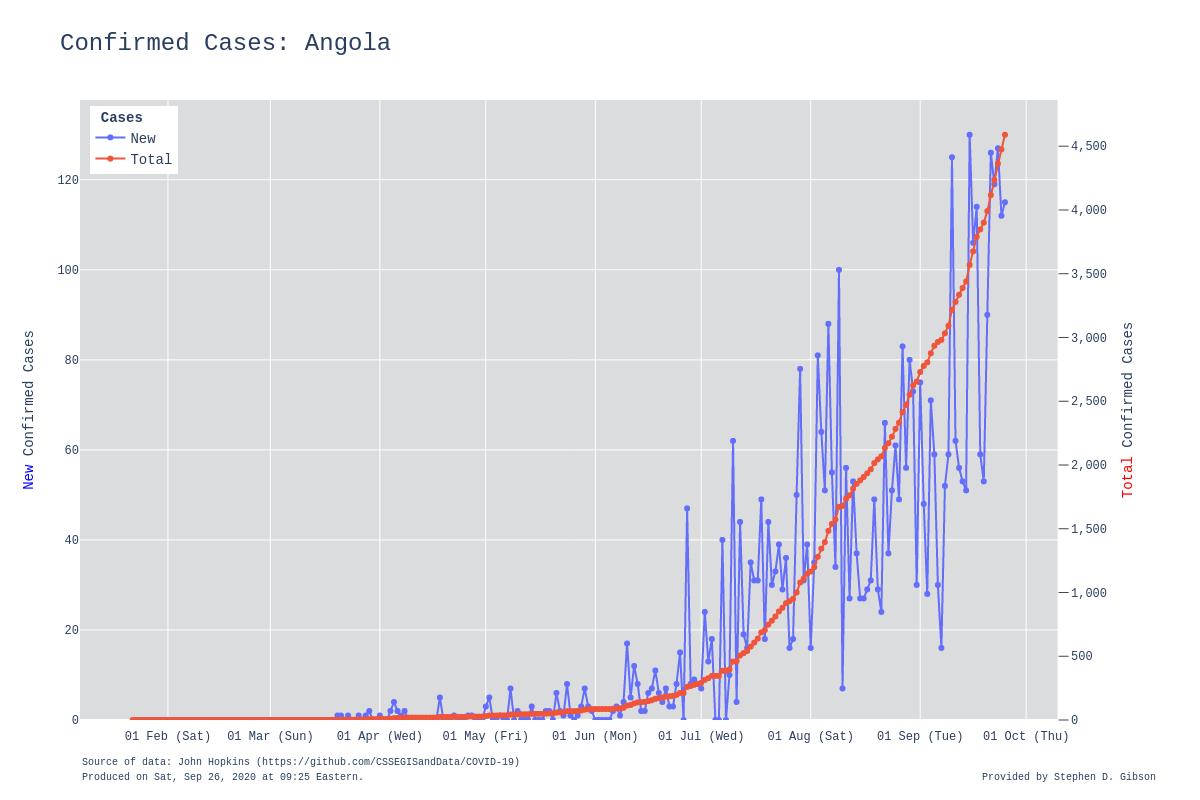 Confirmed Cases: Angola
Cases
New
Total
120
100
80
60
40
20
0
New Confirmed Cases
4,500
4,000
3,500
3,000
2,500
2,000
1,500
1,000
500
0
Total Confirmed Cases
01 Feb (Sat) 01 Mar (Sun) 01 Apr (Wed) 01 May (Fri) 01 Jun (Mon) 01 Jul (Wed) 01 Aug (Sat) 01 Sep (Tue) 01 Oct (Thu)
Source of data: John Hopkins (https://github.com/CSSEGISandData/COVID-19)
Produced on Sat, Sep 26, 2020 at 09:25 Eastern.
Provided by Stephen D. Gibson